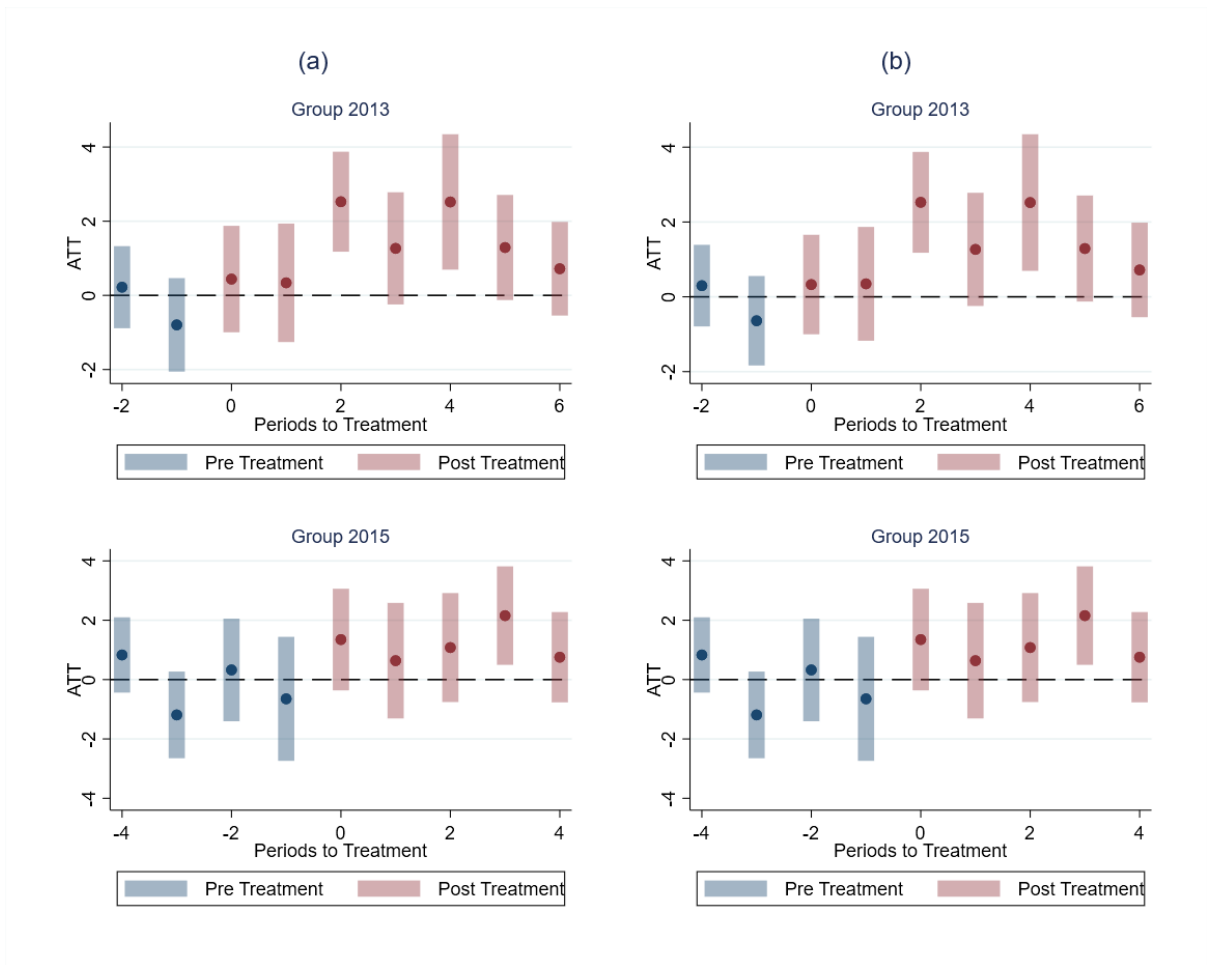 (a)
Group 2013
ATT
4
2
0
-2
-2 0 2 4 6
Periods to Treatment
Pre Treatment Post Treatment
(b)
Group 2013
ATT
4
2
0
-2
-2 0 2 4 6
Periods to Treatment
Pre Treatment Post Treatment
Group 2015
ATT
4
2
0
-2
-4
-4 -2 0 2 4
Periods to Treatment
Pre Treatment Post Treatment
Group 2015
ATT
4
2
0
-2
-4
-4 -2 0 2 4
Periods to Treatment
Pre Treatment Post Treatment